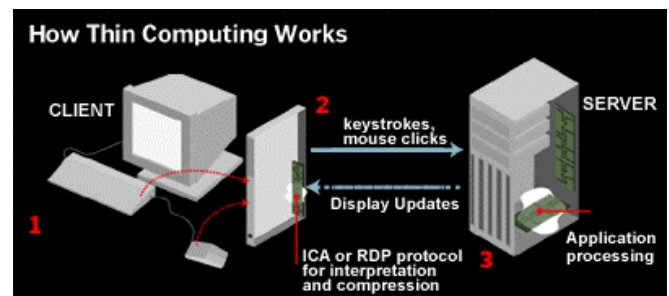 How Thin Computing Works
CLIENT
2
SERVER
keystrokes,
mouse clicks
Display Updates
1
ICA or RDP protocol
for interpretation
and compression
3
Application
processing